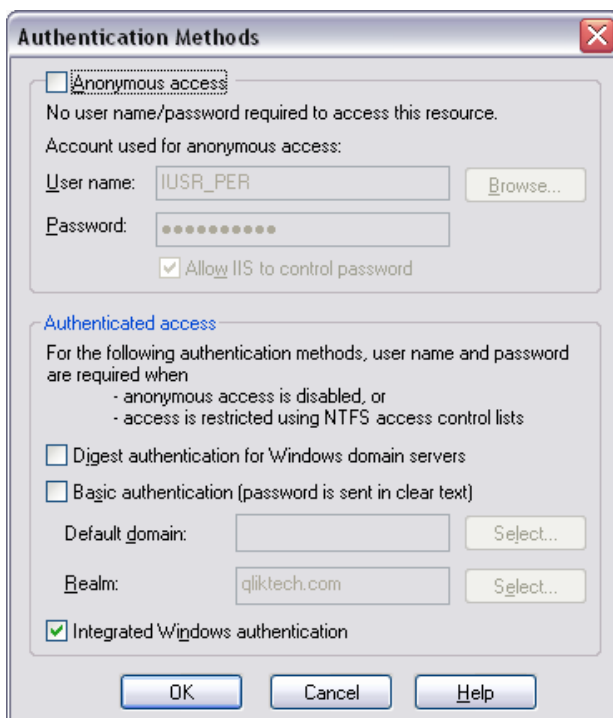 Authentication Methods
Anonymous access
No user name/password required to access this resource.
Account used for anonymous access:
User name: IUSR_PER Browse...
Password: ●●●●●●●●●●
Allow IIS to control password
Authenticated access
For the following authentication methods, user name and password
are required when
- anonymous access is disabled, or
- access is restricted using NTFS access control lists
Digest authentication for Windows domain servers
Basic authentication (password is sent in clear text)
Default domain: Select...
Realm: qliktech.com Select...
Integrated Windows authentication
OK Cancel Help